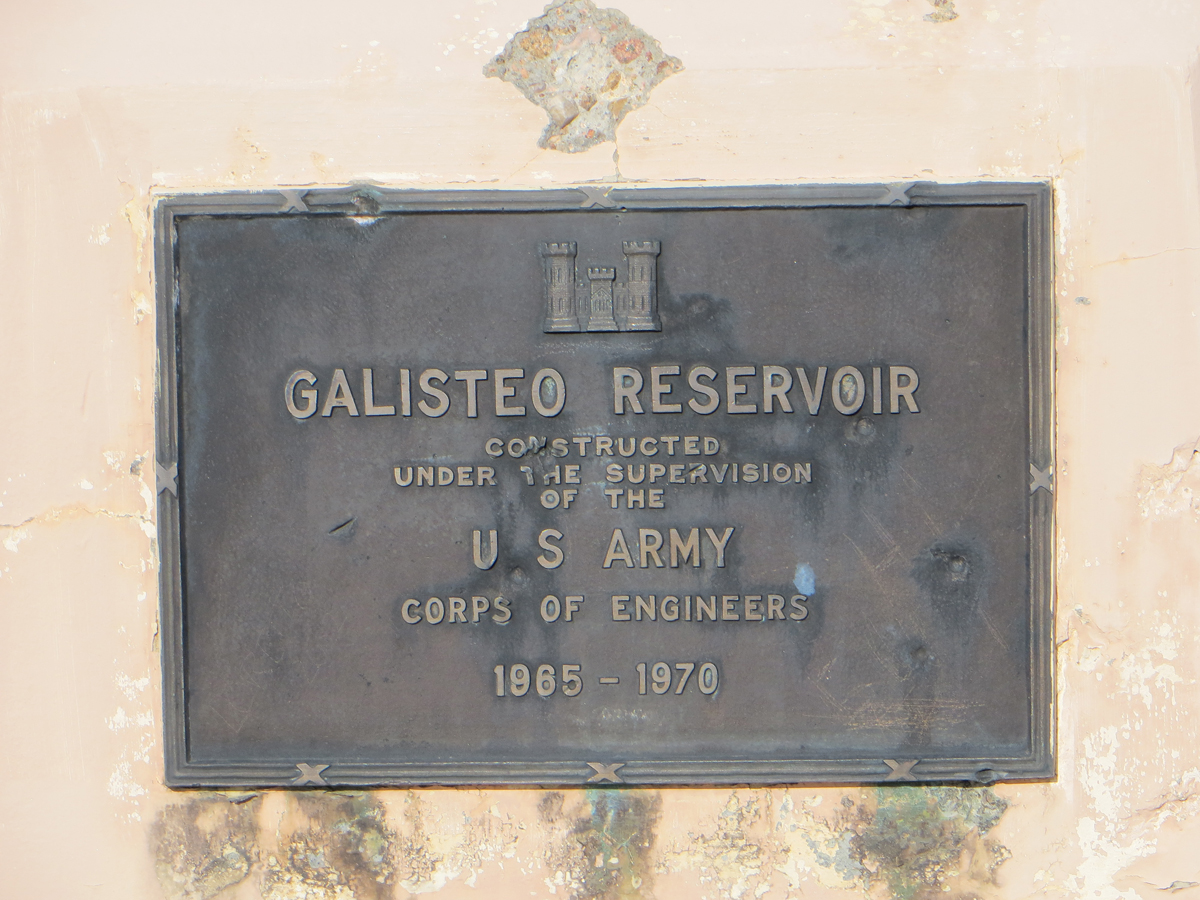 GALISTEO RESERVOIR
CONSTRUCTED
UNDER THE SUPERVISION
OF THE
U S ARMY
CORPS OF ENGINEERS
1965 - 1970